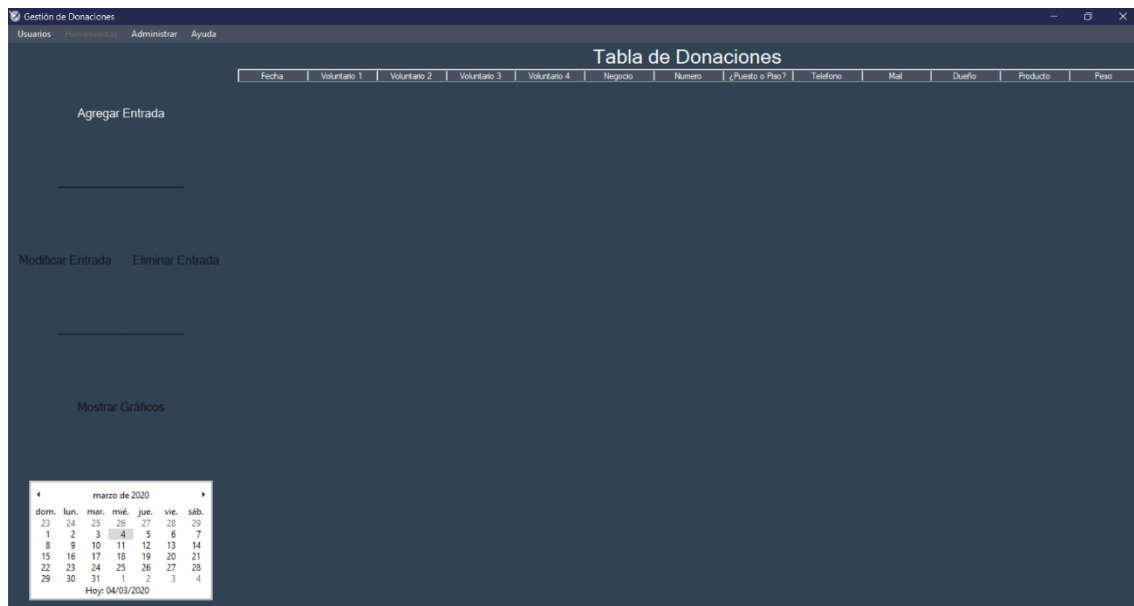 Gestión de Donaciones
Usuarios Herramientas Administrar Ayuda
Tabla de Donaciones
Fecha Voluntario 1 Voluntario 2 Voluntario 3 Voluntario 4 Negocio Numero ¿Puesto o Piso? Telefono Mail Dueño Producto Peso
Agregar Entrada
Modificar Entrada Eliminar Entrada
Mostrar Gráficos
marzo de 2020
dom. lun. mar. mié. jue. vie. sáb.
23 24 25 26 27 28 29
1 2 3 4 5 6 7
8 9 10 11 12 13 14
15 16 17 18 19 20 21
22 23 24 25 26 27 28
29 30 31 1 2 3 4
Hoy: 04/03/2020